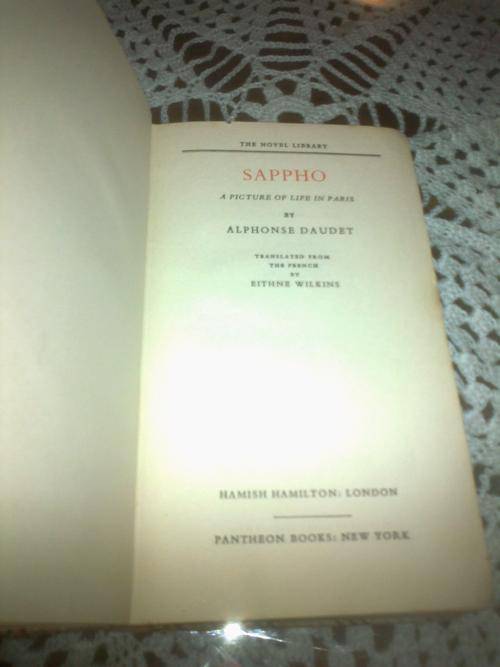 THE NOVEL LIBRARY
SAPPHO
A PICTURE OF LIFE IN PARIS
BY
ALPHONSE DAUDET
TRANSLATED FROM
THE FRENCH
BY
EITHNE WILKINS
HAMISH HAMILTON: LONDON
PANTHEON BOOKS: NEW YORK